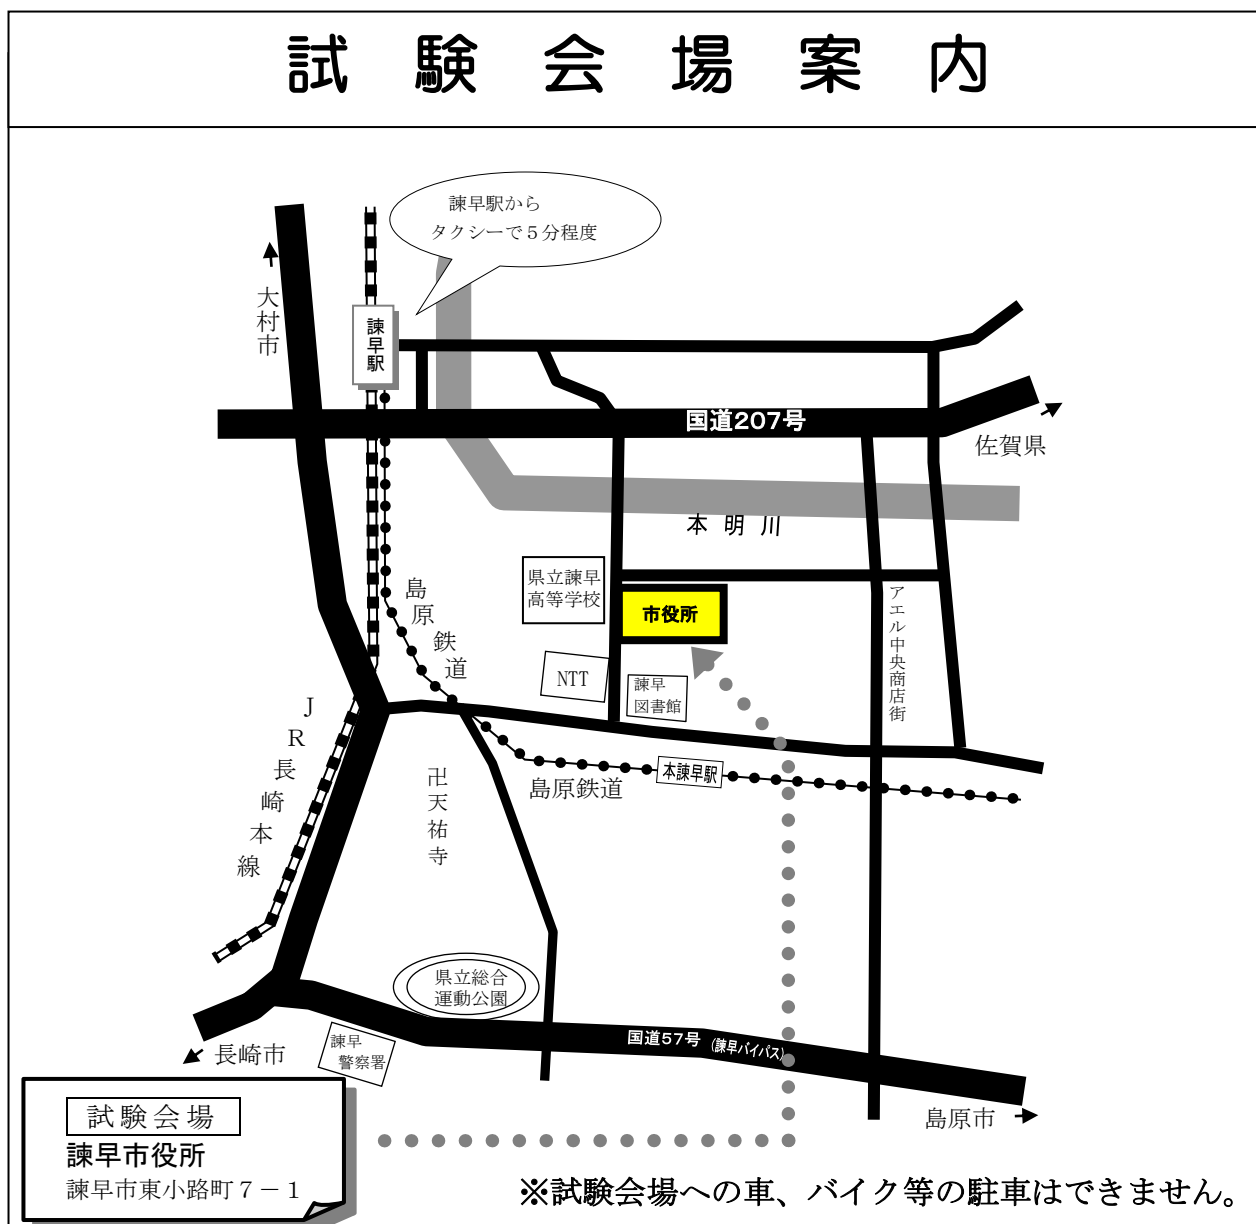 試験会場案内
諫早駅から
タクシーで5分程度
大村市
諫早駅
国道207号
佐賀県
本明川
県立諫早
高等学校
市役所
島原鉄道
アエル中央商店街
NTT
諫早
図書館
JR長崎本線
本諫早駅
島原鉄道
卍天祐寺
県立総合
運動公園
国道57号(諫早バイパス)
諫早
警察署
長崎市
島原市
試験会場
諫早市役所
諫早市東小路町7-1
※試験会場への車、バイク等の駐車はできません。